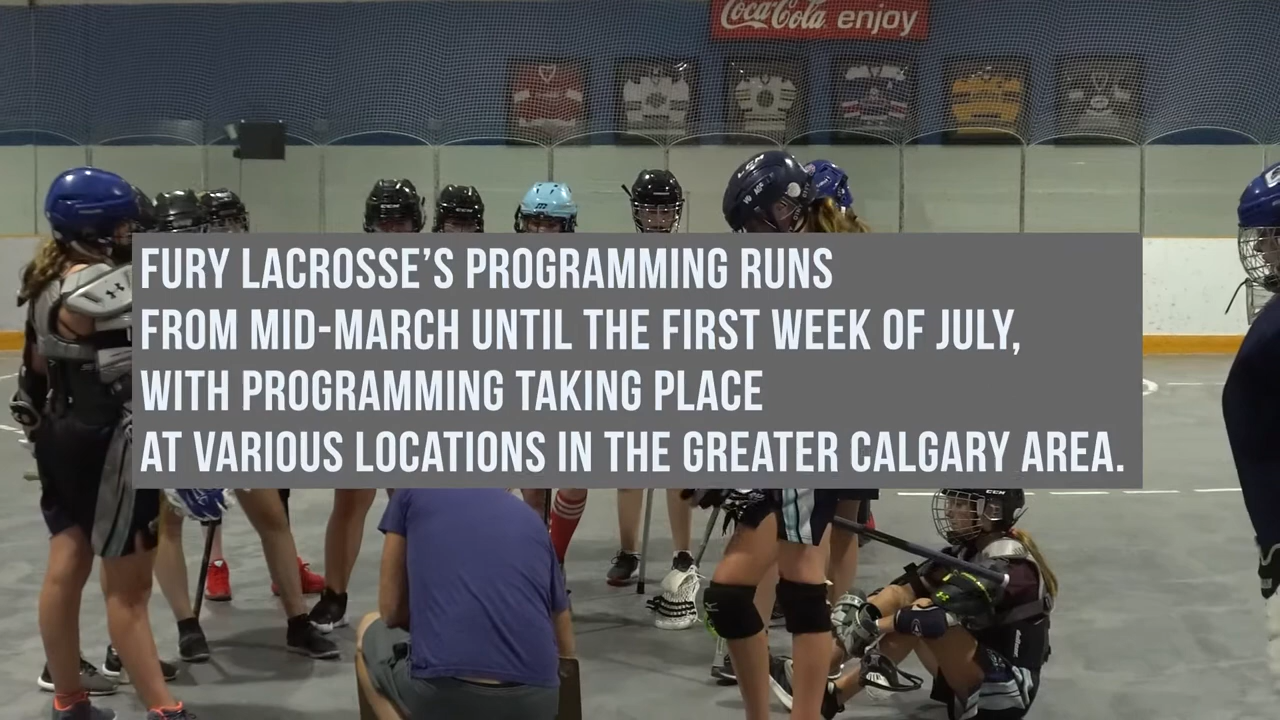 Coca-Cola enjoy
FURY LACROSSE'S PROGRAMMING RUNS
FROM MID-MARCH UNTIL THE FIRST WEEK OF JULY,
WITH PROGRAMMING TAKING PLACE
AT VARIOUS LOCATIONS IN THE GREATER CALGARY AREA.
CCM